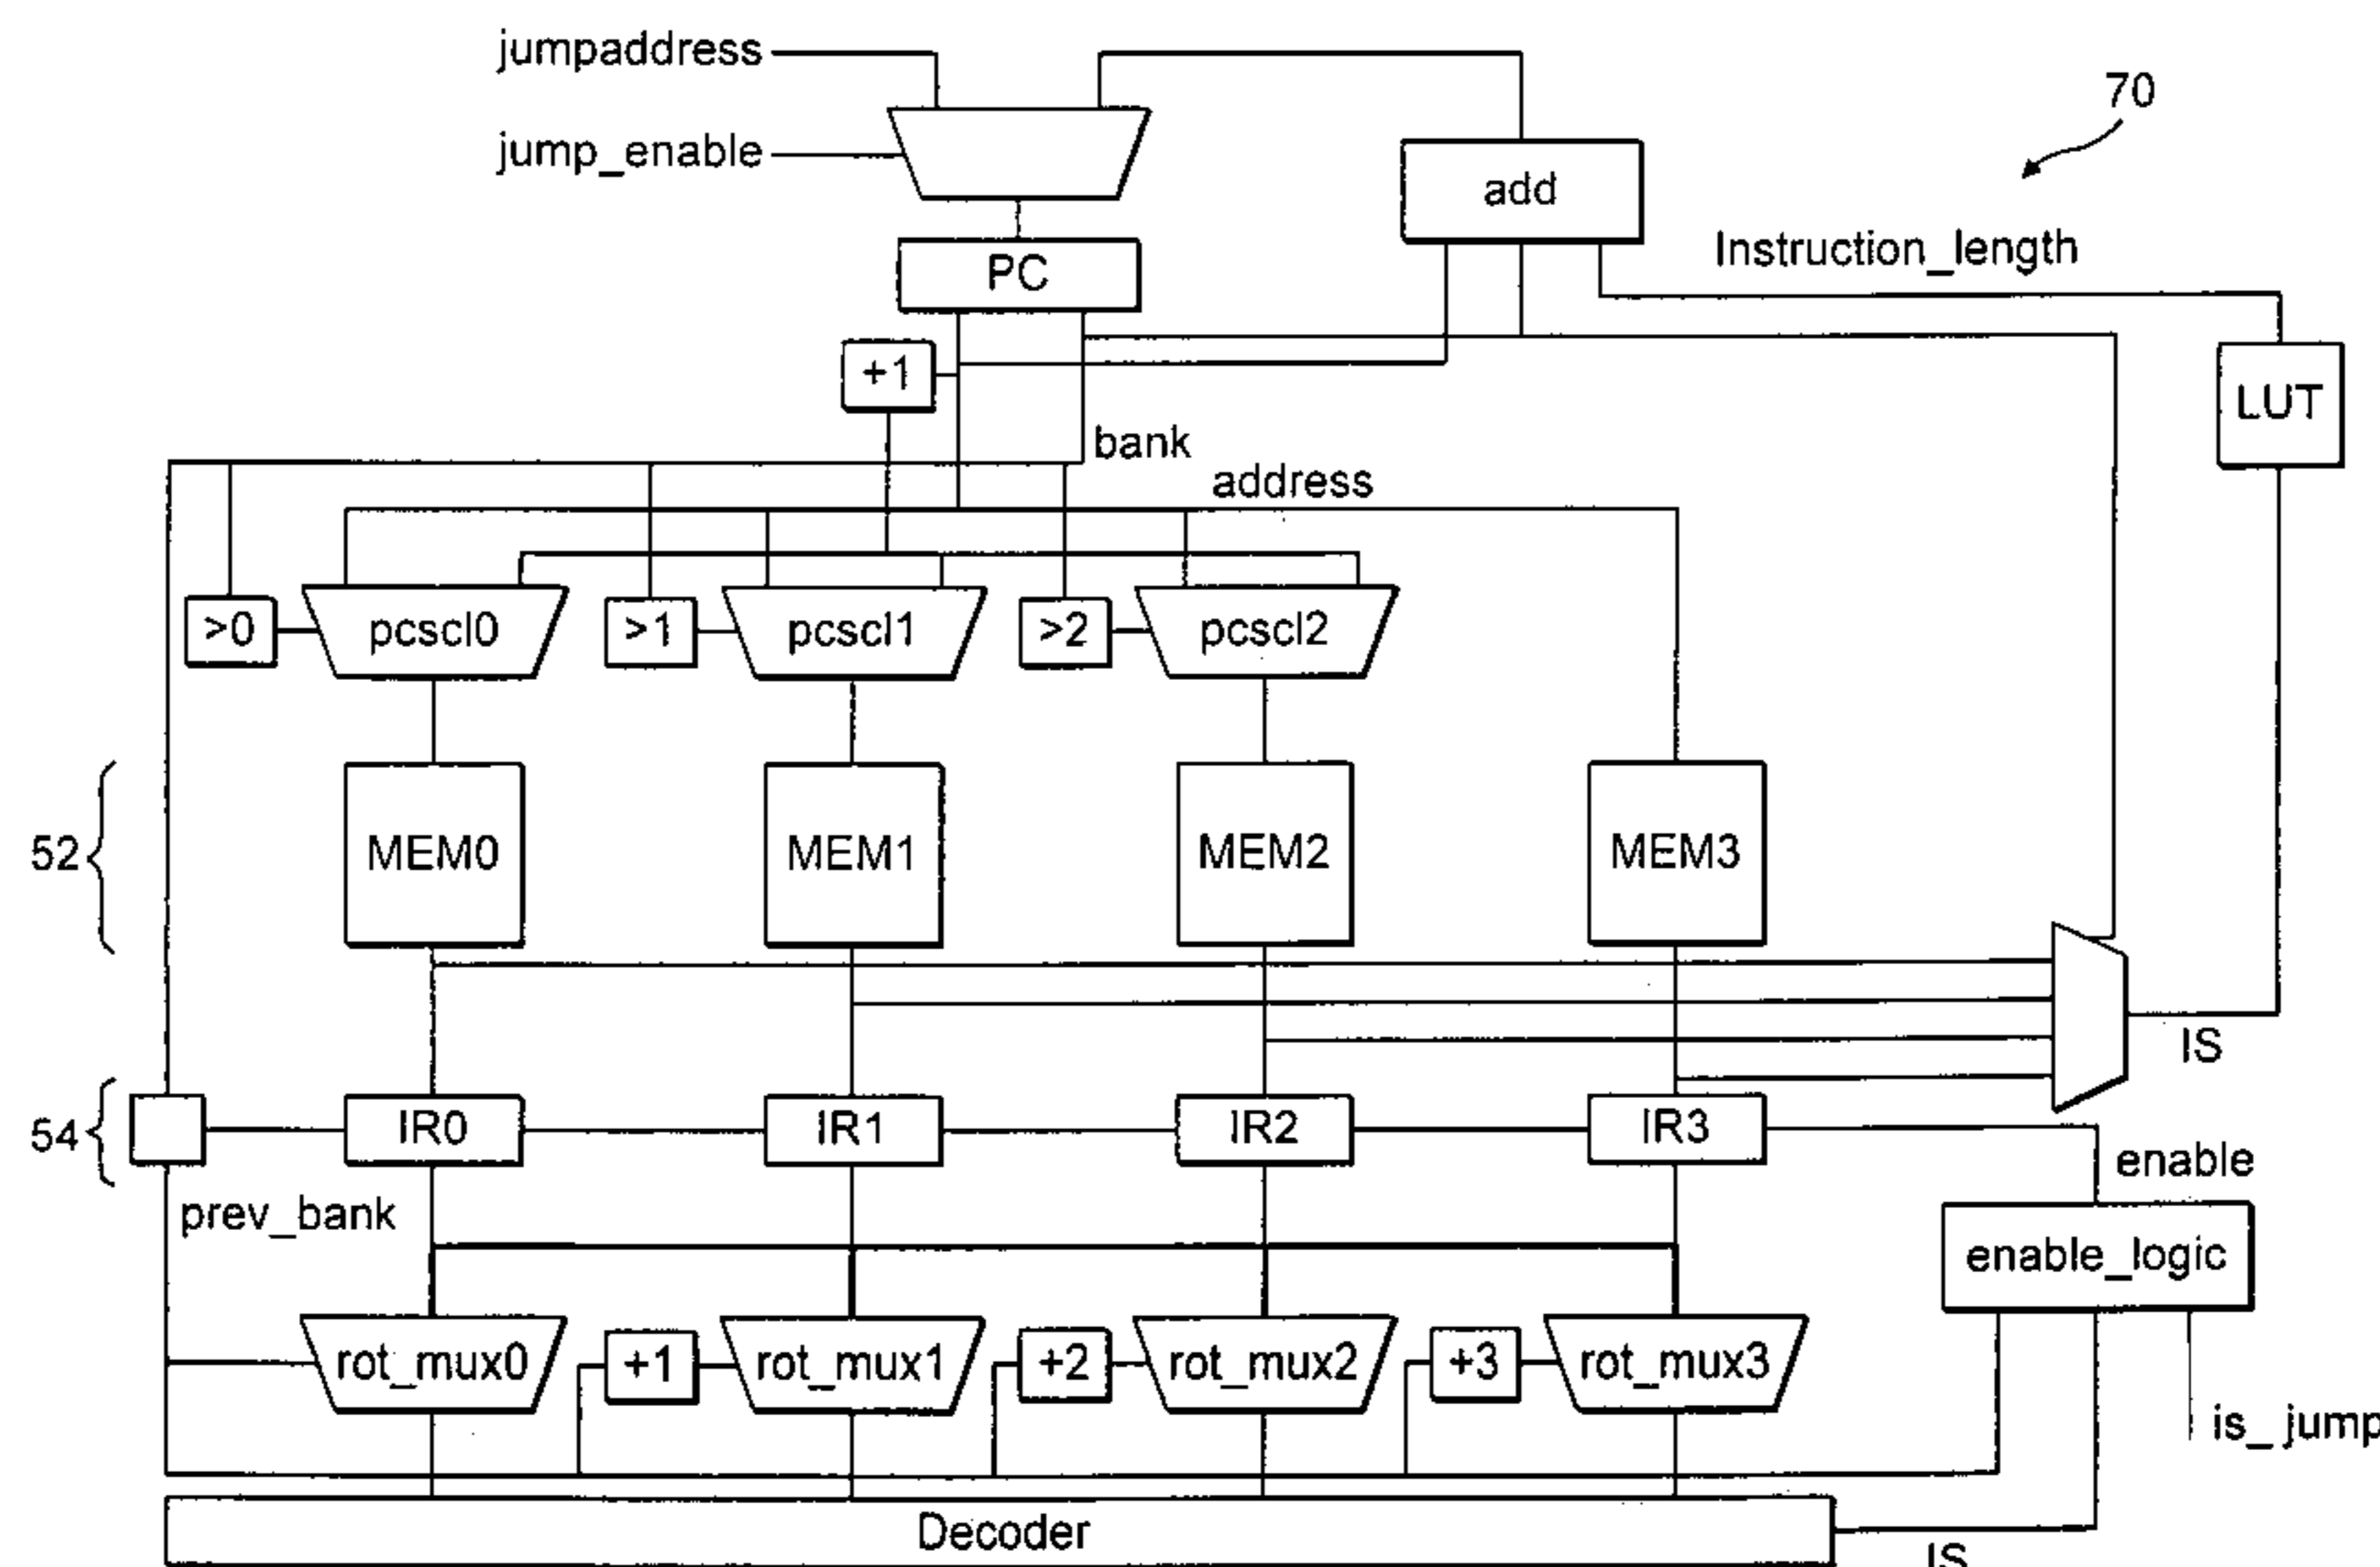 jumpaddress
70
jump_enable
add
Instruction_length
PC
+1
LUT
bank
address
>0
pcscl0
>1
pcscl1
>2
pcscl2
52
MEM0
MEM1
MEM2
MEM3
IS
54
IR0
IR1
IR2
IR3
enable
prev_bank
enable_logic
rot_mux0
+1
rot_mux1
+2
rot_mux2
+3
rot_mux3
is_jump
Decoder
IS